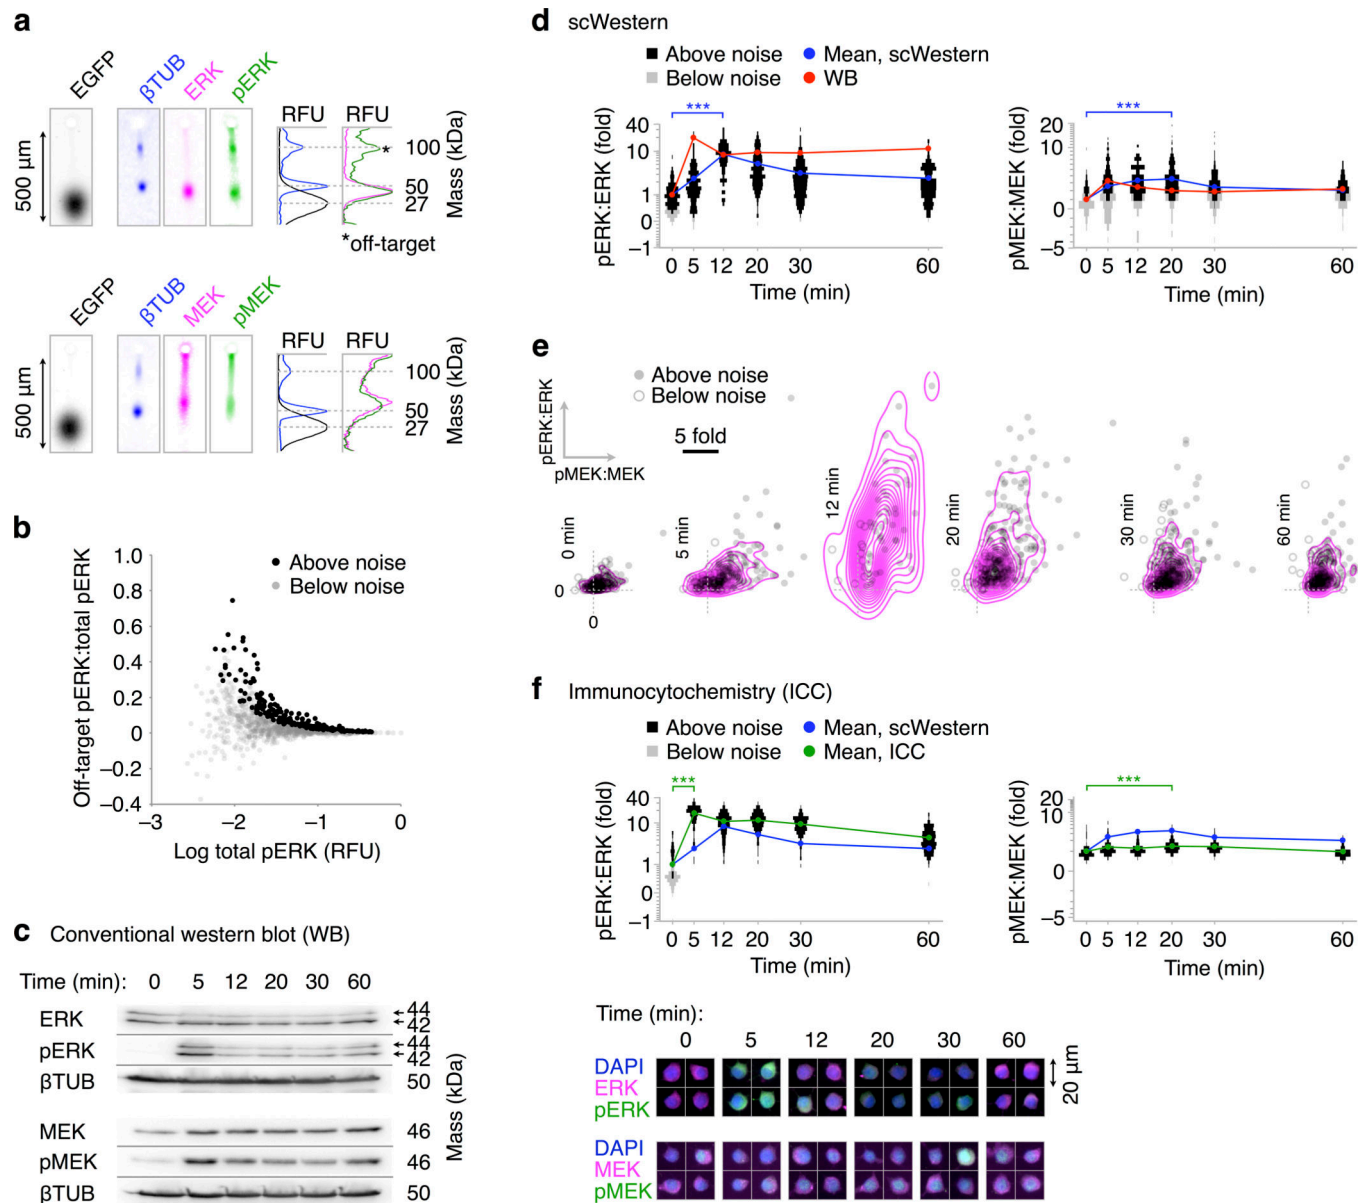 a
EGFP
βTUB
ERK
pERK
RFU
RFU
500 µm
100
50
27
Mass (kDa)
*
*off-target
EGFP
βTUB
MEK
pMEK
RFU
RFU
500 µm
100
50
27
Mass (kDa)
b
Off-target pERK:total pERK
1.0
0.8
0.6
0.4
0.2
0
−0.2
−0.4
Above noise
Below noise
−3 −2 −1 0
Log total pERK (RFU)
c Conventional western blot (WB)
Time (min): 0 5 12 20 30 60
ERK 44
42
pERK 44
42
βTUB 50
MEK 46
pMEK 46
βTUB 50
Mass (kDa)
d scWestern
Above noise Mean, scWestern
Below noise WB
pERK:ERK (fold)
40
10
1
0
−1
***
0 5 12 20 30 60
Time (min)
pMEK:MEK (fold)
20
10
0
−5
***
0 5 12 20 30 60
Time (min)
e
Above noise
Below noise
pERK:ERK
pMEK:MEK
5 fold
0 min
5 min
12 min
20 min
30 min
60 min
0
0
f Immunocytochemistry (ICC)
Above noise Mean, scWestern
Below noise Mean, ICC
pERK:ERK (fold)
40
10
1
0
−1
***
0 5 12 20 30 60
Time (min)
pMEK:MEK (fold)
20
10
0
−5
***
0 5 12 20 30 60
Time (min)
Time (min):
0 5 12 20 30 60
DAPI
ERK
pERK
20 µm
DAPI
MEK
pMEK